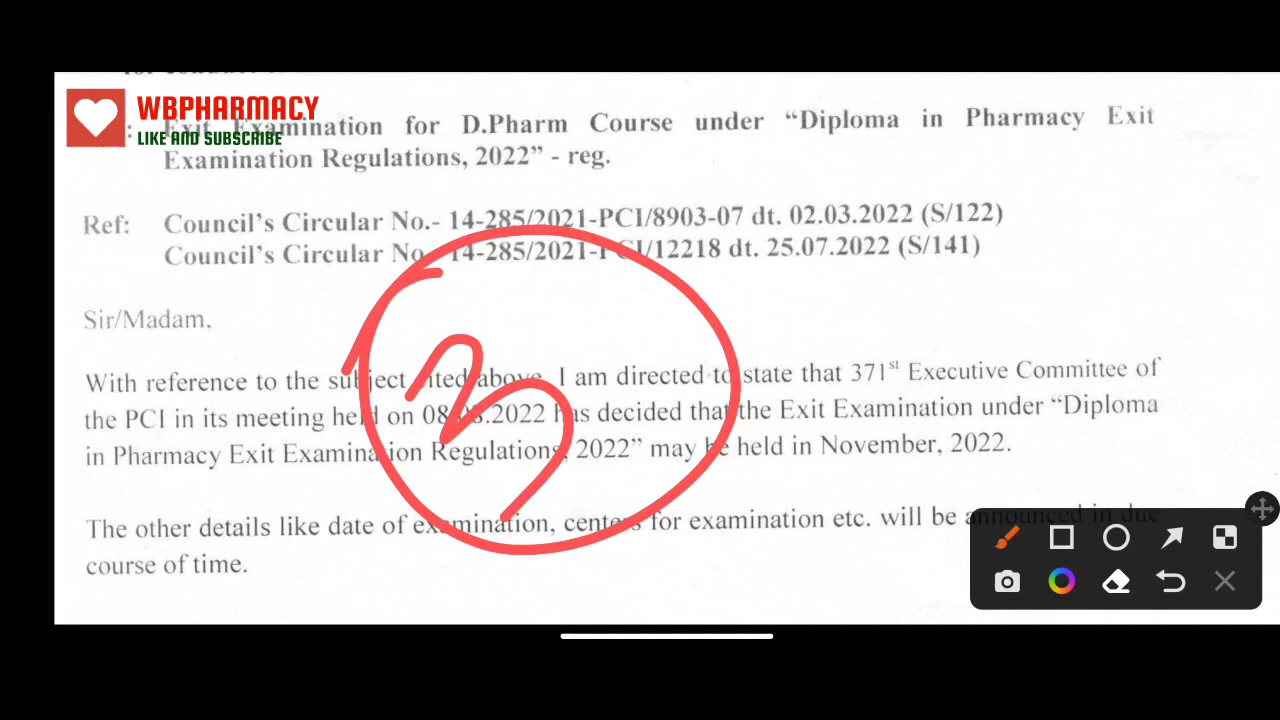 WBPHARMACY
LIKE AND SUBSCRIBE
: Exit Examination for D.Pharm Course under “Diploma in Pharmacy Exit
Examination Regulations, 2022” - reg.
Ref: Council’s Circular No.- 14-285/2021-PCI/8903-07 dt. 02.03.2022 (S/122)
Council’s Circular No 14-285/2021-PCI/12218 dt. 25.07.2022 (S/141)
Sir/Madam,
With reference to the subject cited above, I am directed to state that 371st Executive Committee of
the PCI in its meeting held on 08.08.2022 has decided that the Exit Examination under “Diploma
in Pharmacy Exit Examination Regulations, 2022” may be held in November, 2022.
3
The other details like date of examination, centers for examination etc. will be announced in due
course of time.